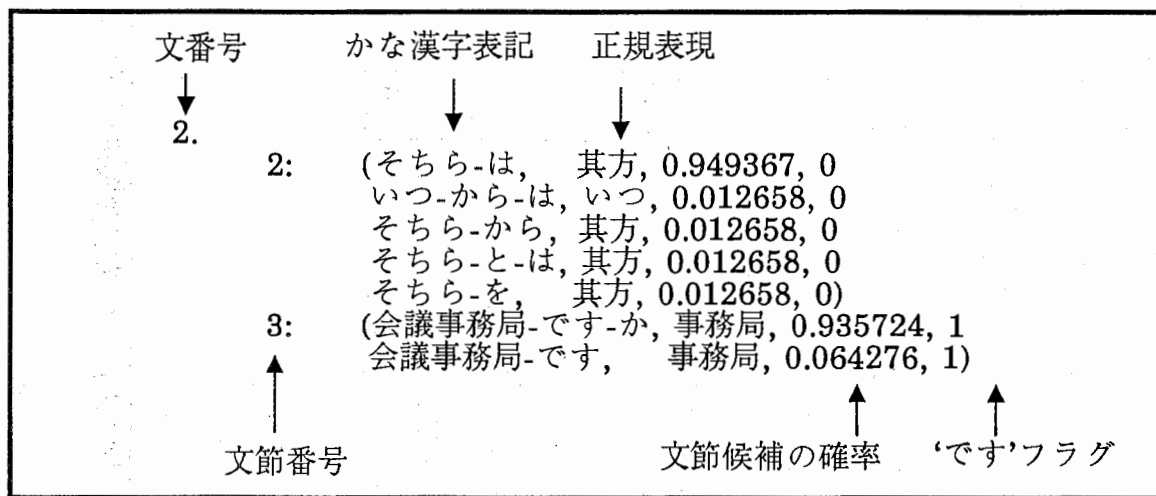 文番号 かな漢字表記 正規表現
2.
2: (そちら-は, 其方, 0.949367, 0
いつ-から-は, いつ, 0.012658, 0
そちら-から, 其方, 0.012658, 0
そちら-と-は, 其方, 0.012658, 0
そちら-を, 其方, 0.012658, 0)
3: (会議事務局-です-か, 事務局, 0.935724, 1
会議事務局-です, 事務局, 0.064276, 1)
文節番号 文節候補の確率 ‘です’フラグ